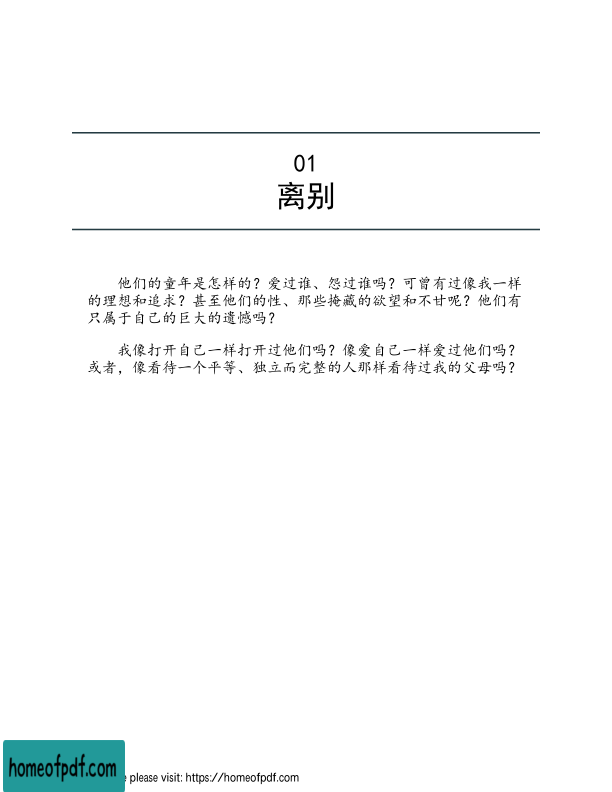 01
离别
他们的童年是怎样的？爱过谁、怨过谁吗？可曾有过像我一样
的理想和追求？甚至他们的性、那些掩藏的欲望和不甘呢？他们有
只属于自己的巨大的遗憾吗？
我像打开自己一样打开过他们吗？像爱自己一样爱过他们吗？
或者，像看待一个平等、独立而完整的人那样看待过我的父母吗？
homeofpdf.com
please visit: https://homeofpdf.com